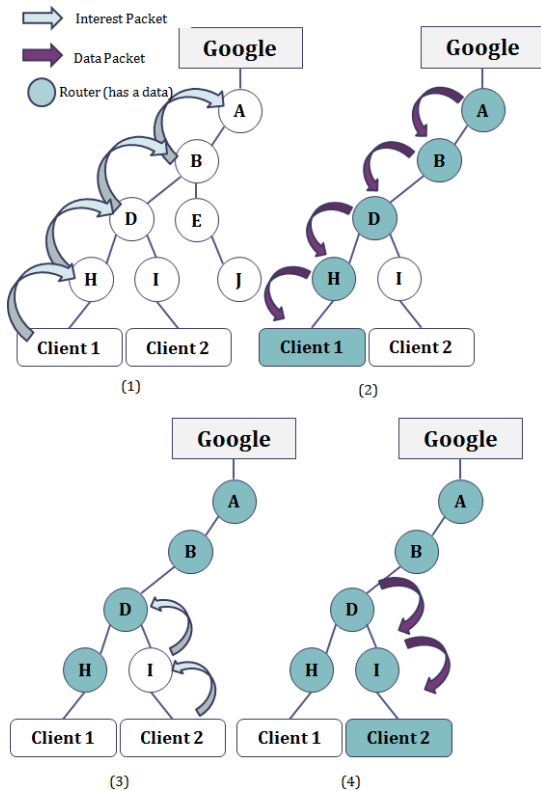 Interest Packet
Data Packet
Router (has a data)
Google
A
B
D
E
H
I
J
Client 1
Client 2
(1)
Google
A
B
D
H
I
Client 1
Client 2
(2)
Google
A
B
D
H
I
Client 1
Client 2
(3)
Google
A
B
D
H
I
Client 1
Client 2
(4)